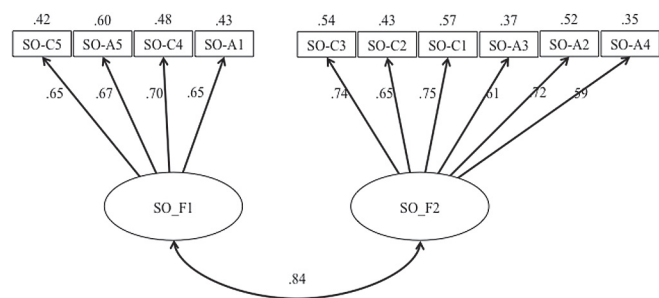 .42 .60 .48 .43 .54 .43 .57 .37 .52 .35
SO-C5 SO-A5 SO-C4 SO-A1 SO-C3 SO-C2 SO-C1 SO-A3 SO-A2 SO-A4
.65 .67 .70 .65 .74 .65 .75 .61 .72 .59
SO_F1 SO_F2
.84